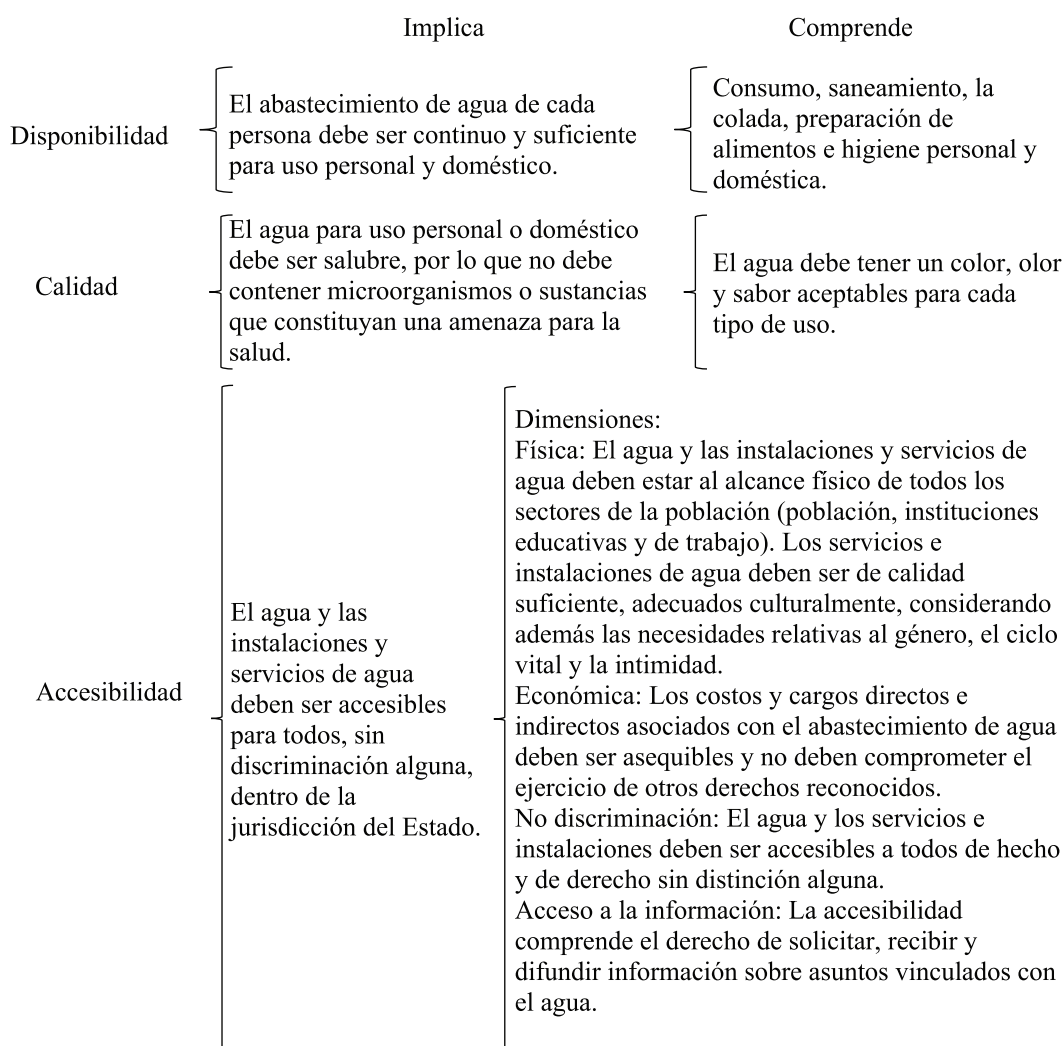 Implica
Comprende
Disponibilidad
El abastecimiento de agua de cada
persona debe ser continuo y suficiente
para uso personal y doméstico.
Consumo, saneamiento, la
colada, preparación de
alimentos e higiene personal y
doméstica.
Calidad
El agua para uso personal o doméstico
debe ser salubre, por lo que no debe
contener microorganismos o sustancias
que constituyan una amenaza para la
salud.
El agua debe tener un color, olor
y sabor aceptables para cada
tipo de uso.
Accesibilidad
El agua y las
instalaciones y
servicios de agua
deben ser accesibles
para todos, sin
discriminación alguna,
dentro de la
jurisdicción del Estado.
Dimensiones:
Física: El agua y las instalaciones y servicios de
agua deben estar al alcance físico de todos los
sectores de la población (población, instituciones
educativas y de trabajo). Los servicios e
instalaciones de agua deben ser de calidad
suficiente, adecuados culturalmente, considerando
además las necesidades relativas al género, el ciclo
vital y la intimidad.
Económica: Los costos y cargos directos e
indirectos asociados con el abastecimiento de agua
deben ser asequibles y no deben comprometer el
ejercicio de otros derechos reconocidos.
No discriminación: El agua y los servicios e
instalaciones deben ser accesibles a todos de hecho
y de derecho sin distinción alguna.
Acceso a la información: La accesibilidad
comprende el derecho de solicitar, recibir y
difundir información sobre asuntos vinculados con
el agua.